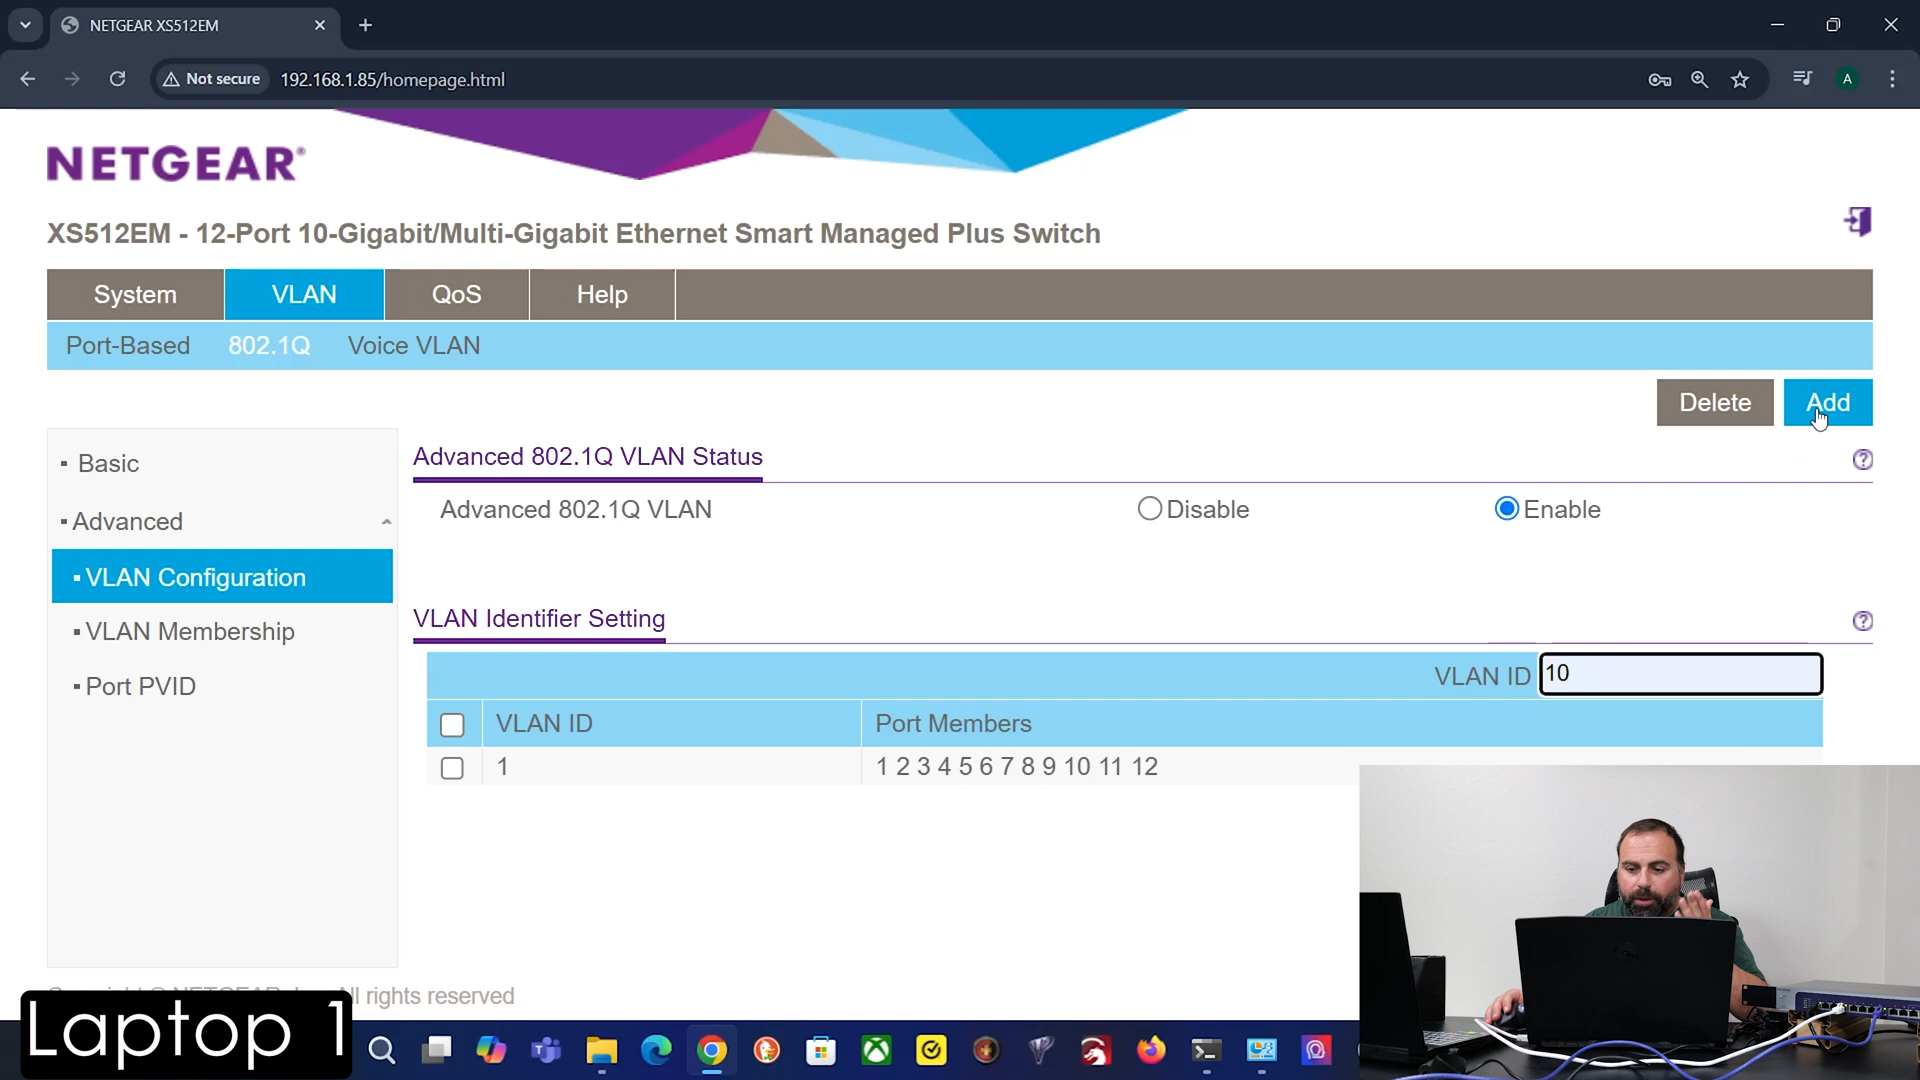 NETGEAR XS512EM
Not secure
192.168.1.85/homepage.html
A
NETGEAR®
XS512EM - 12-Port 10-Gigabit/Multi-Gigabit Ethernet Smart Managed Plus Switch
System
VLAN
QoS
Help
Port-Based
802.1Q
Voice VLAN
Delete
Add
Basic
Advanced
VLAN Configuration
VLAN Membership
Port PVID
Advanced 802.1Q VLAN Status
?
Advanced 802.1Q VLAN
Disable
Enable
VLAN Identifier Setting
?
VLAN ID
10
VLAN ID
Port Members
1
1 2 3 4 5 6 7 8 9 10 11 12
rights reserved
Laptop 1